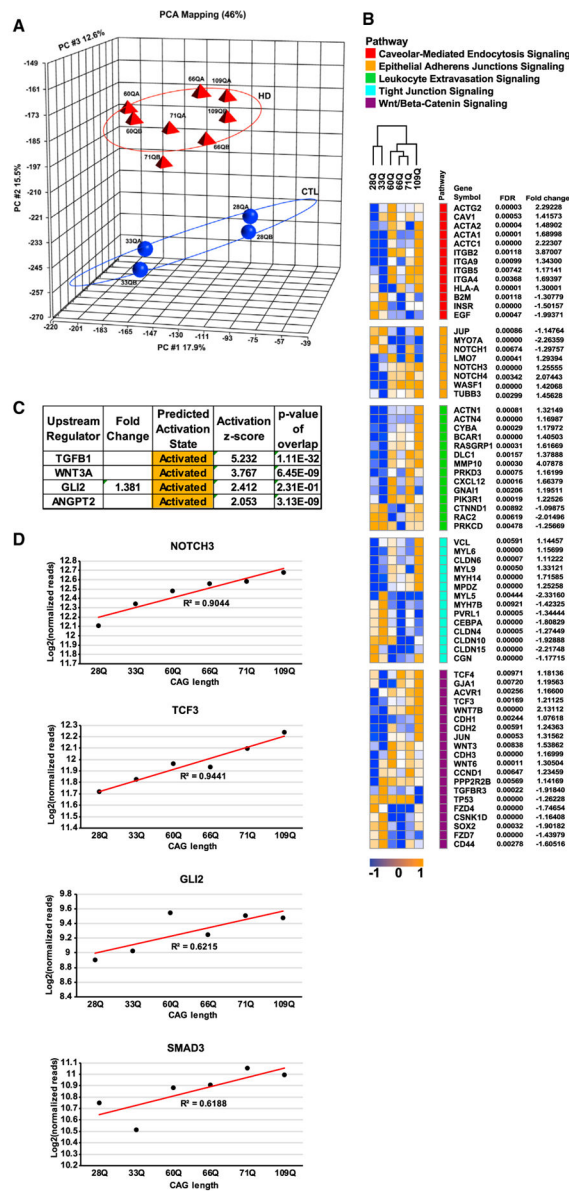 A
PCA Mapping (46%)
PC #3 12.6%
-149
-161
-173
-185
-197
-209
-221
-233
-245
-257
-270
PC #2 15.5%
-220
-199
-179
-161
-147
-130
-111
-93
-75
-57
-39
PC #1 17.9%
60QA
60QB
66QA
109QA
HD
71QA
109QB
66QB
71QB
CTL
28QA
28QB
33QA
33QB
B
Pathway
Caveolar-Mediated Endocytosis Signaling
Epithelial Adherens Junctions Signaling
Leukocyte Extravasation Signaling
Tight Junction Signaling
Wnt/Beta-Catenin Signaling
28Q 33Q 60Q 66Q 71Q 109Q Pathway Gene Symbol FDR Fold change
ACTG2 0.00003 2.29228
CAV1 0.00053 1.41573
ACTA2 0.00004 1.48902
ACTA1 0.00001 1.68998
ACTC1 0.00000 2.22307
ITGB2 0.00118 3.87007
ITGA9 0.00099 1.34300
ITGB5 0.00742 1.17141
ITGA4 0.00368 1.69397
HLA-A 0.00001 1.30001
B2M 0.00118 -1.30779
INSR 0.00000 -1.50157
EGF 0.00047 -1.99371
JUP 0.00086 -1.14764
MYO7A 0.00000 -2.26359
NOTCH1 0.00674 -1.29757
LMO7 0.00041 1.29394
NOTCH3 0.00000 1.25555
NOTCH4 0.00342 2.07443
WASF1 0.00000 1.42068
TUBB3 0.00299 1.45628
ACTN1 0.00081 1.32149
ACTN4 0.00000 1.16987
CYBA 0.00029 1.17972
BCAR1 0.00000 1.40503
RASGRP1 0.00031 1.61669
DLC1 0.00157 1.37888
MMP10 0.00030 4.07878
PRKD3 0.00075 1.16199
CXCL12 0.00016 1.66379
GNAI1 0.00206 1.19511
PIK3R1 0.00019 1.22526
CTNND1 0.00892 -1.09875
RAC2 0.00619 -2.01496
PRKCD 0.00478 -1.25669
VCL 0.00591 1.14457
MYL6 0.00000 1.15699
CLDN6 0.00007 1.11222
MYL9 0.00050 1.33121
MYH14 0.00000 1.71585
MPDZ 0.00000 1.25258
MYL5 0.00444 -2.33160
MYH7B 0.00921 -1.42325
PVRL1 0.00005 -1.34444
CEBPA 0.00000 -1.80829
CLDN4 0.00005 -1.27449
CLDN10 0.00000 -1.92888
CLDN15 0.00000 -2.21748
CGN 0.00000 -1.17715
TCF4 0.00971 1.18136
GJA1 0.00720 1.19563
ACVR1 0.00256 1.16600
TCF3 0.00169 1.21125
WNT7B 0.00000 2.13112
CDH1 0.00244 1.07618
CDH2 0.00591 1.24363
JUN 0.00053 1.31562
WNT3 0.00838 1.53862
CDH3 0.00000 1.16999
WNT6 0.00011 1.30504
CCND1 0.00647 1.23459
PPP2R2B 0.00569 1.14169
TGFBR3 0.00022 -1.91840
TP53 0.00000 -1.26228
FZD4 0.00000 -1.74654
CSNK1D 0.00000 -1.16408
SOX2 0.00032 -1.90182
FZD7 0.00000 -1.43979
CD44 0.00278 -1.60516
-1 0 1
C
Upstream Regulator Fold Change Predicted Activation State Activation z-score p-value of overlap
TGFB1 Activated 5.232 1.11E-32
WNT3A Activated 3.767 6.45E-09
GLI2 1.381 Activated 2.412 2.31E-01
ANGPT2 Activated 2.053 3.13E-09
D
NOTCH3
Log2(normalized reads)
12.8
12.7
12.6
12.5
12.4
12.3
12.2
12.1
12
11.9
11.8
11.7
R² = 0.9044
28Q 33Q 60Q 66Q 71Q 109Q
CAG length
TCF3
Log2(normalized reads)
12.3
12.2
12.1
12
11.9
11.8
11.7
11.6
11.5
11.4
R² = 0.9441
28Q 33Q 60Q 66Q 71Q 109Q
CAG length
GLI2
Log2(normalized reads)
9.8
9.6
9.4
9.2
9
8.8
8.6
8.4
R² = 0.6215
28Q 33Q 60Q 66Q 71Q 109Q
CAG length
SMAD3
Log2(normalized reads)
11.1
11
10.9
10.8
10.7
10.6
10.5
10.4
10.3
10.2
R² = 0.6188
28Q 33Q 60Q 66Q 71Q 109Q
CAG length